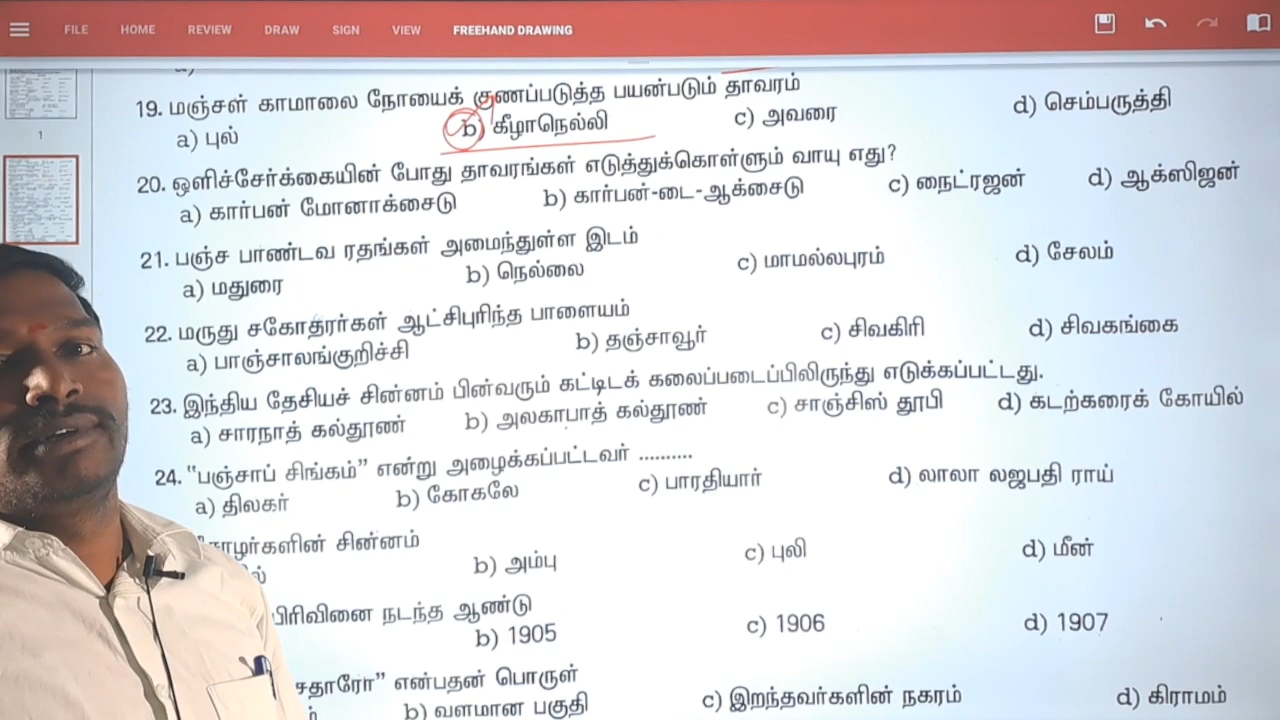 FILE HOME REVIEW DRAW SIGN VIEW FREEHAND DRAWING
19. மஞ்சள் காமாலை நோயைக் குணப்படுத்த பயன்படும் தாவரம்
a) புல் b) கீழாநெல்லி c) அவரை d) செம்பருத்தி
20. ஒளிச்சேர்க்கையின் போது தாவரங்கள் எடுத்துக்கொள்ளும் வாயு எது?
a) கார்பன் மோனாக்சைடு b) கார்பன்-டை-ஆக்சைடு c) நைட்ரஜன் d) ஆக்ஸிஜன்
21. பஞ்ச பாண்டவ ரதங்கள் அமைந்துள்ள இடம்
a) மதுரை b) நெல்லை c) மாமல்லபுரம் d) சேலம்
22. மருது சகோதரர்கள் ஆட்சிபுரிந்த பாளையம்
a) பாஞ்சாலங்குறிச்சி b) தஞ்சாவூர் c) சிவகிரி d) சிவகங்கை
23. இந்திய தேசியச் சின்னம் பின்வரும் கட்டிடக் கலைப்படைப்பிலிருந்து எடுக்கப்பட்டது.
a) சாரநாத் கல்தூண் b) அலகாபாத் கல்தூண் c) சாஞ்சிஸ் தூபி d) கடற்கரைக் கோயில்
24. "பஞ்சாப் சிங்கம்" என்று அழைக்கப்பட்டவர் ..........
a) திலகர் b) கோகலே c) பாரதியார் d) லாலா லஜபதி ராய்
சின்னம்
b) அம்பு c) புலி d) மீன்
பிரிவினை நடந்த ஆண்டு
b) 1905 c) 1906 d) 1907
சதாரோ" என்பதன் பொருள்
b) வளமான பகுதி c) இறந்தவர்களின் நகரம் d) கிராமம்
1